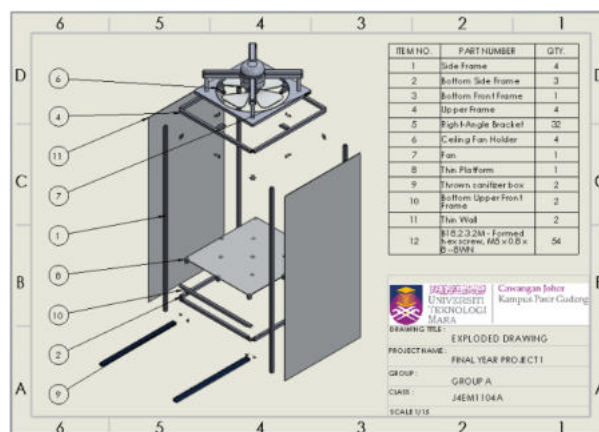 6 5 4 3 2 1
D
C
B
A
6
4
11
7
1
8
10
2
9
ITEM NO. PART NUMBER QTY.
1 Side Frame 4
2 Bottom Side Frame 3
3 Bottom Front Frame 1
4 Upper Frame 4
5 Right-Angle Bracket 32
6 Ceiling Fan Holder 4
7 Fan 1
8 Thin Platform 1
9 Thrown sanitizer box 2
10 Bottom Upper Front
Frame 2
11 Thin Wall 2
12 B18.2.3.2M - Formed
hex screw, M5 x 0.8 x
8 --8WN 54
UNIVERSITI
TEKNOLOGI
MARA
Cawangan Johor
Kampus Pasir Gudang
DRAWING TITLE :
EXPLODED DRAWING
PROJECT NAME :
FINAL YEAR PROJECT 1
GROUP :
GROUP A
CLASS :
J4EM1104A
SCALE 1/15
6 5 4 3 2 1